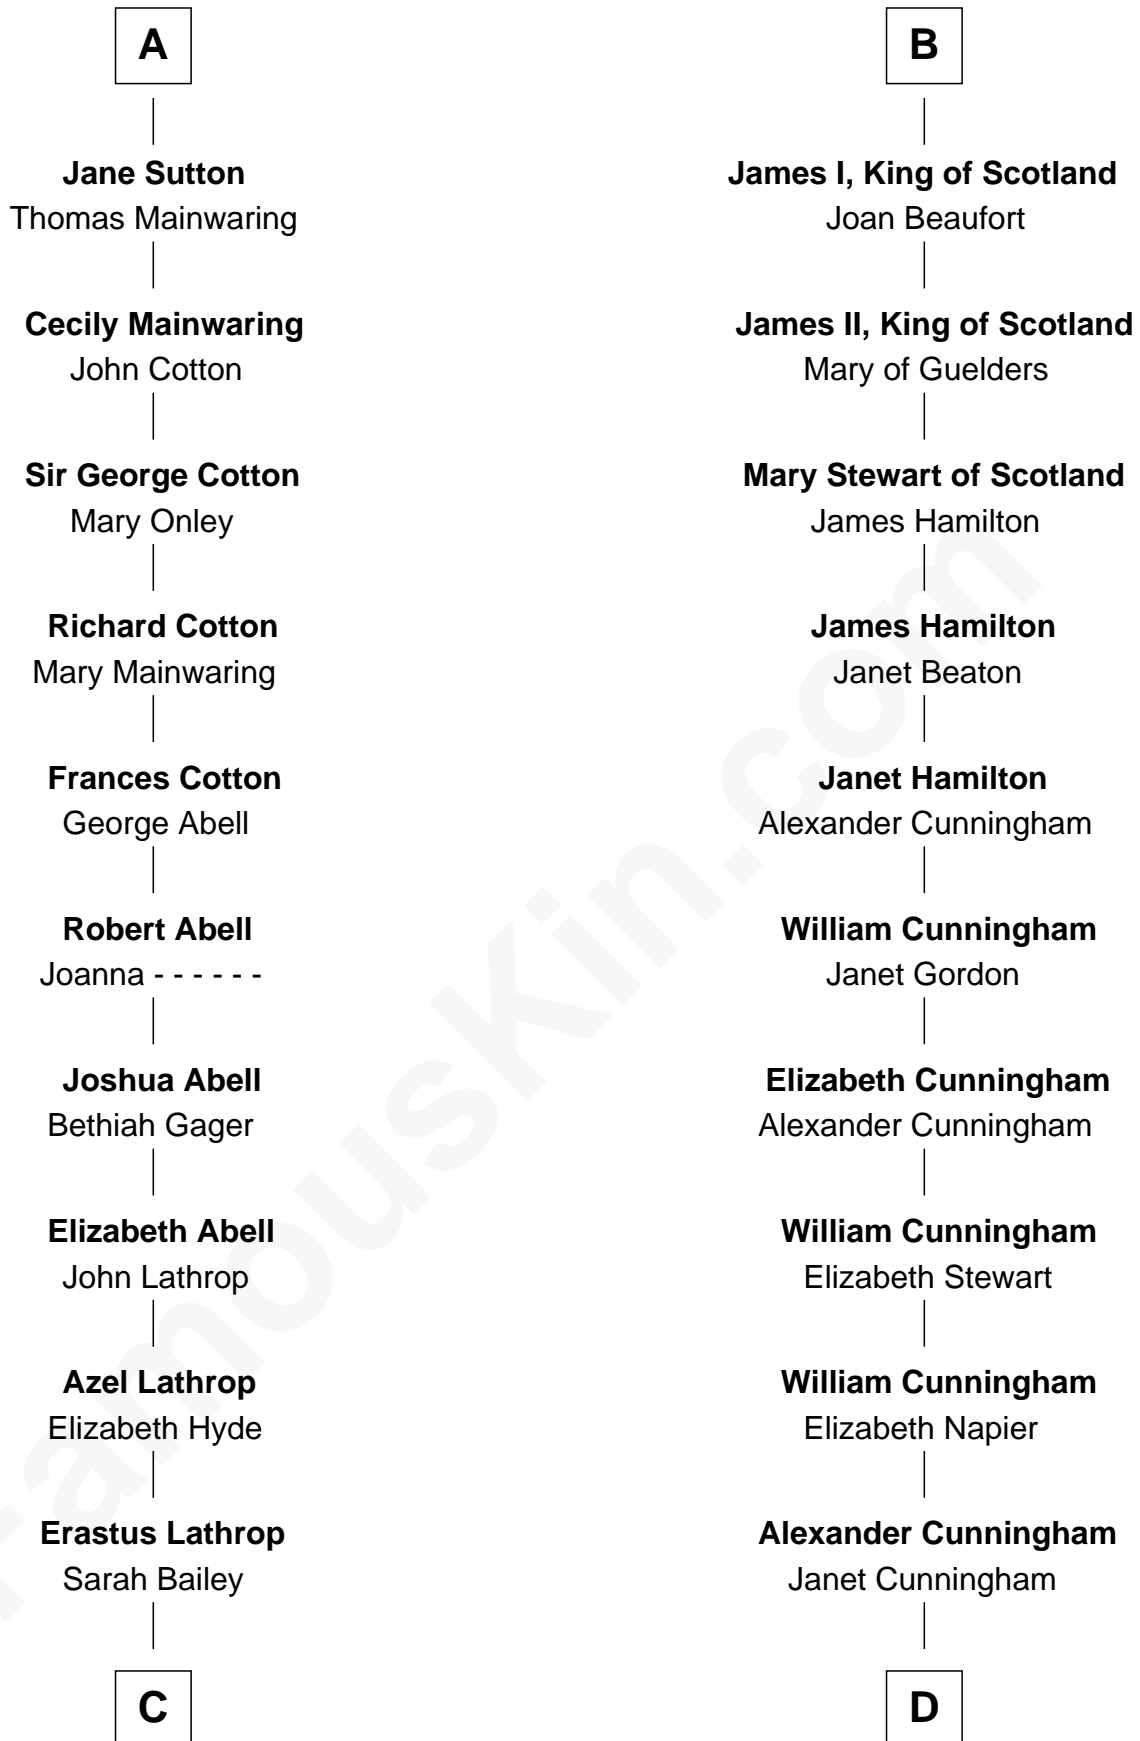 A
Jane Sutton
Thomas Mainwaring
Cecily Mainwaring
John Cotton
Sir George Cotton
Mary Onley
Richard Cotton
Mary Mainwaring
Frances Cotton
George Abell
Robert Abell
Joanna - - - - - -
Joshua Abell
Bethiah Gager
Elizabeth Abell
John Lathrop
Azel Lathrop
Elizabeth Hyde
Erastus Lathrop
Sarah Bailey
C
B
James I, King of Scotland
Joan Beaufort
James II, King of Scotland
Mary of Guelders
Mary Stewart of Scotland
James Hamilton
James Hamilton
Janet Beaton
Janet Hamilton
Alexander Cunningham
William Cunningham
Janet Gordon
Elizabeth Cunningham
Alexander Cunningham
William Cunningham
Elizabeth Stewart
William Cunningham
Elizabeth Napier
Alexander Cunningham
Janet Cunningham
D
FamousKin.com